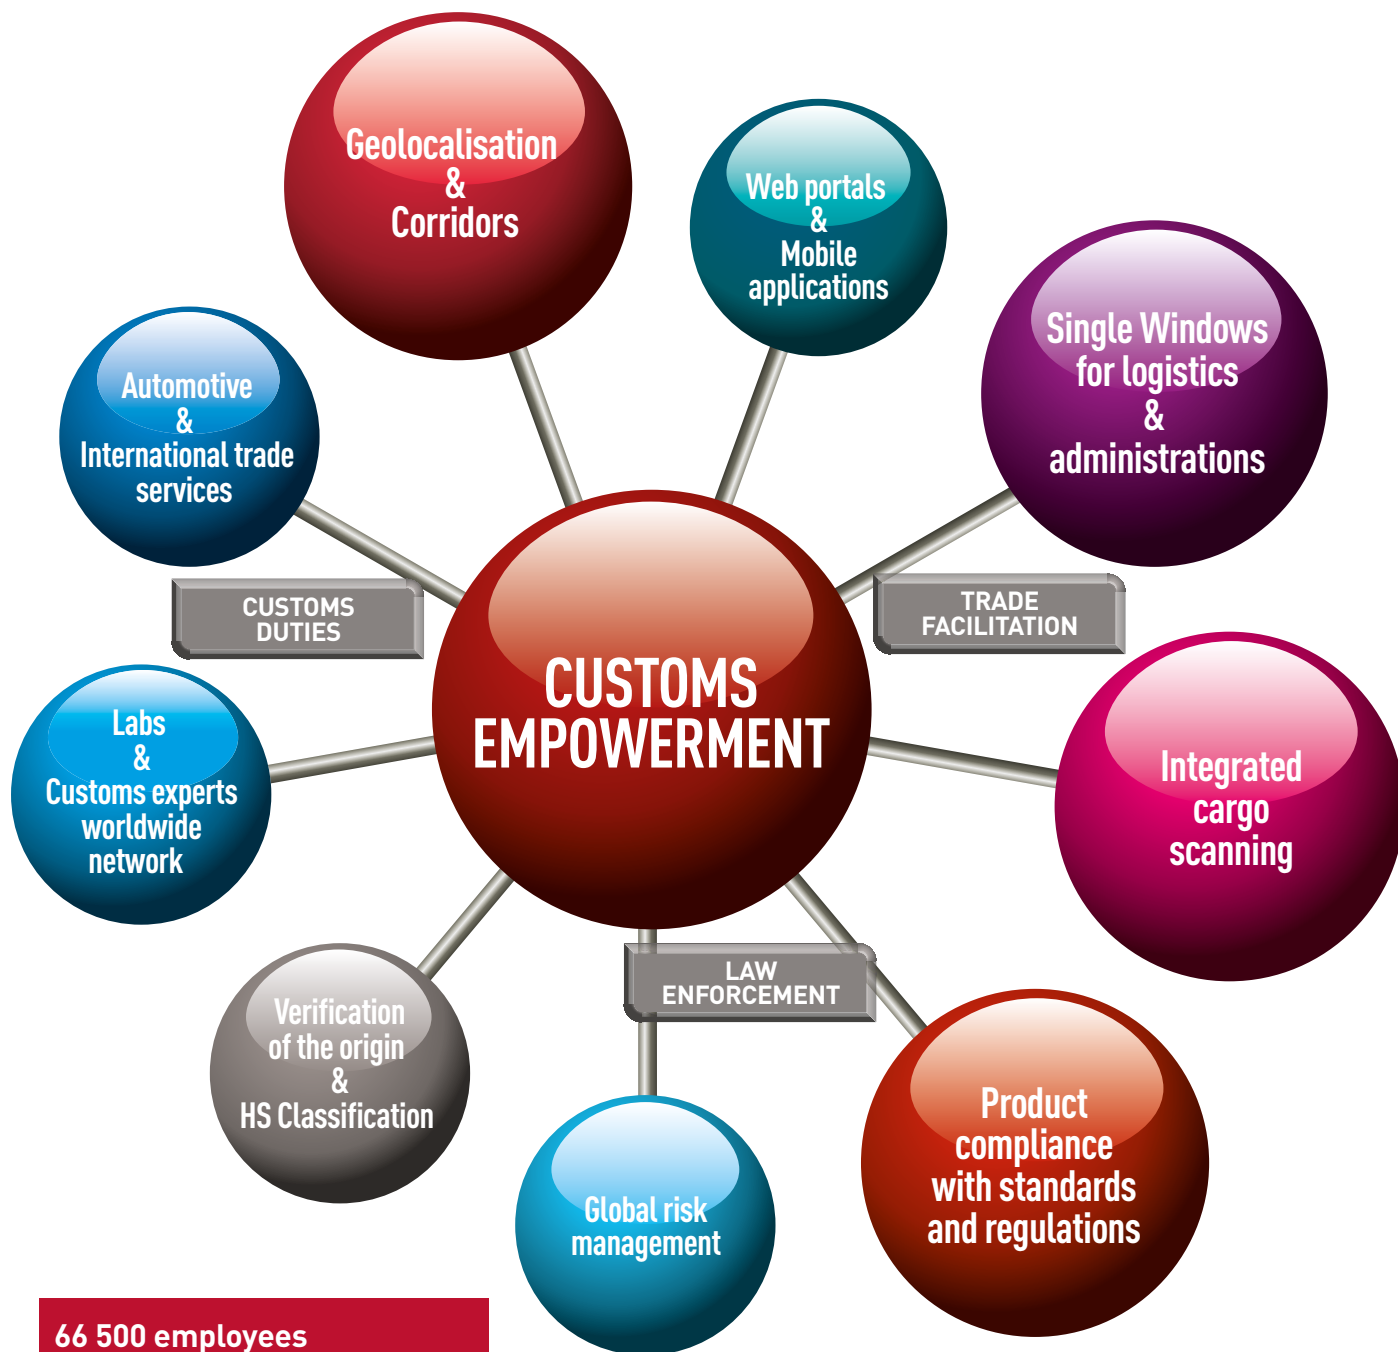 Geolocalisation
&
Corridors
Web portals
&
Mobile
applications
Single Windows
for logistics
&
administrations
Automotive
&
International trade
services
CUSTOMS
DUTIES
TRADE
FACILITATION
CUSTOMS
EMPOWERMENT
Labs
&
Customs experts
worldwide
network
Integrated
cargo
scanning
LAW
ENFORCEMENT
Verification
of the origin
&
HS Classification
Product
compliance
with standards
and regulations
Global risk
management
66 500 employees